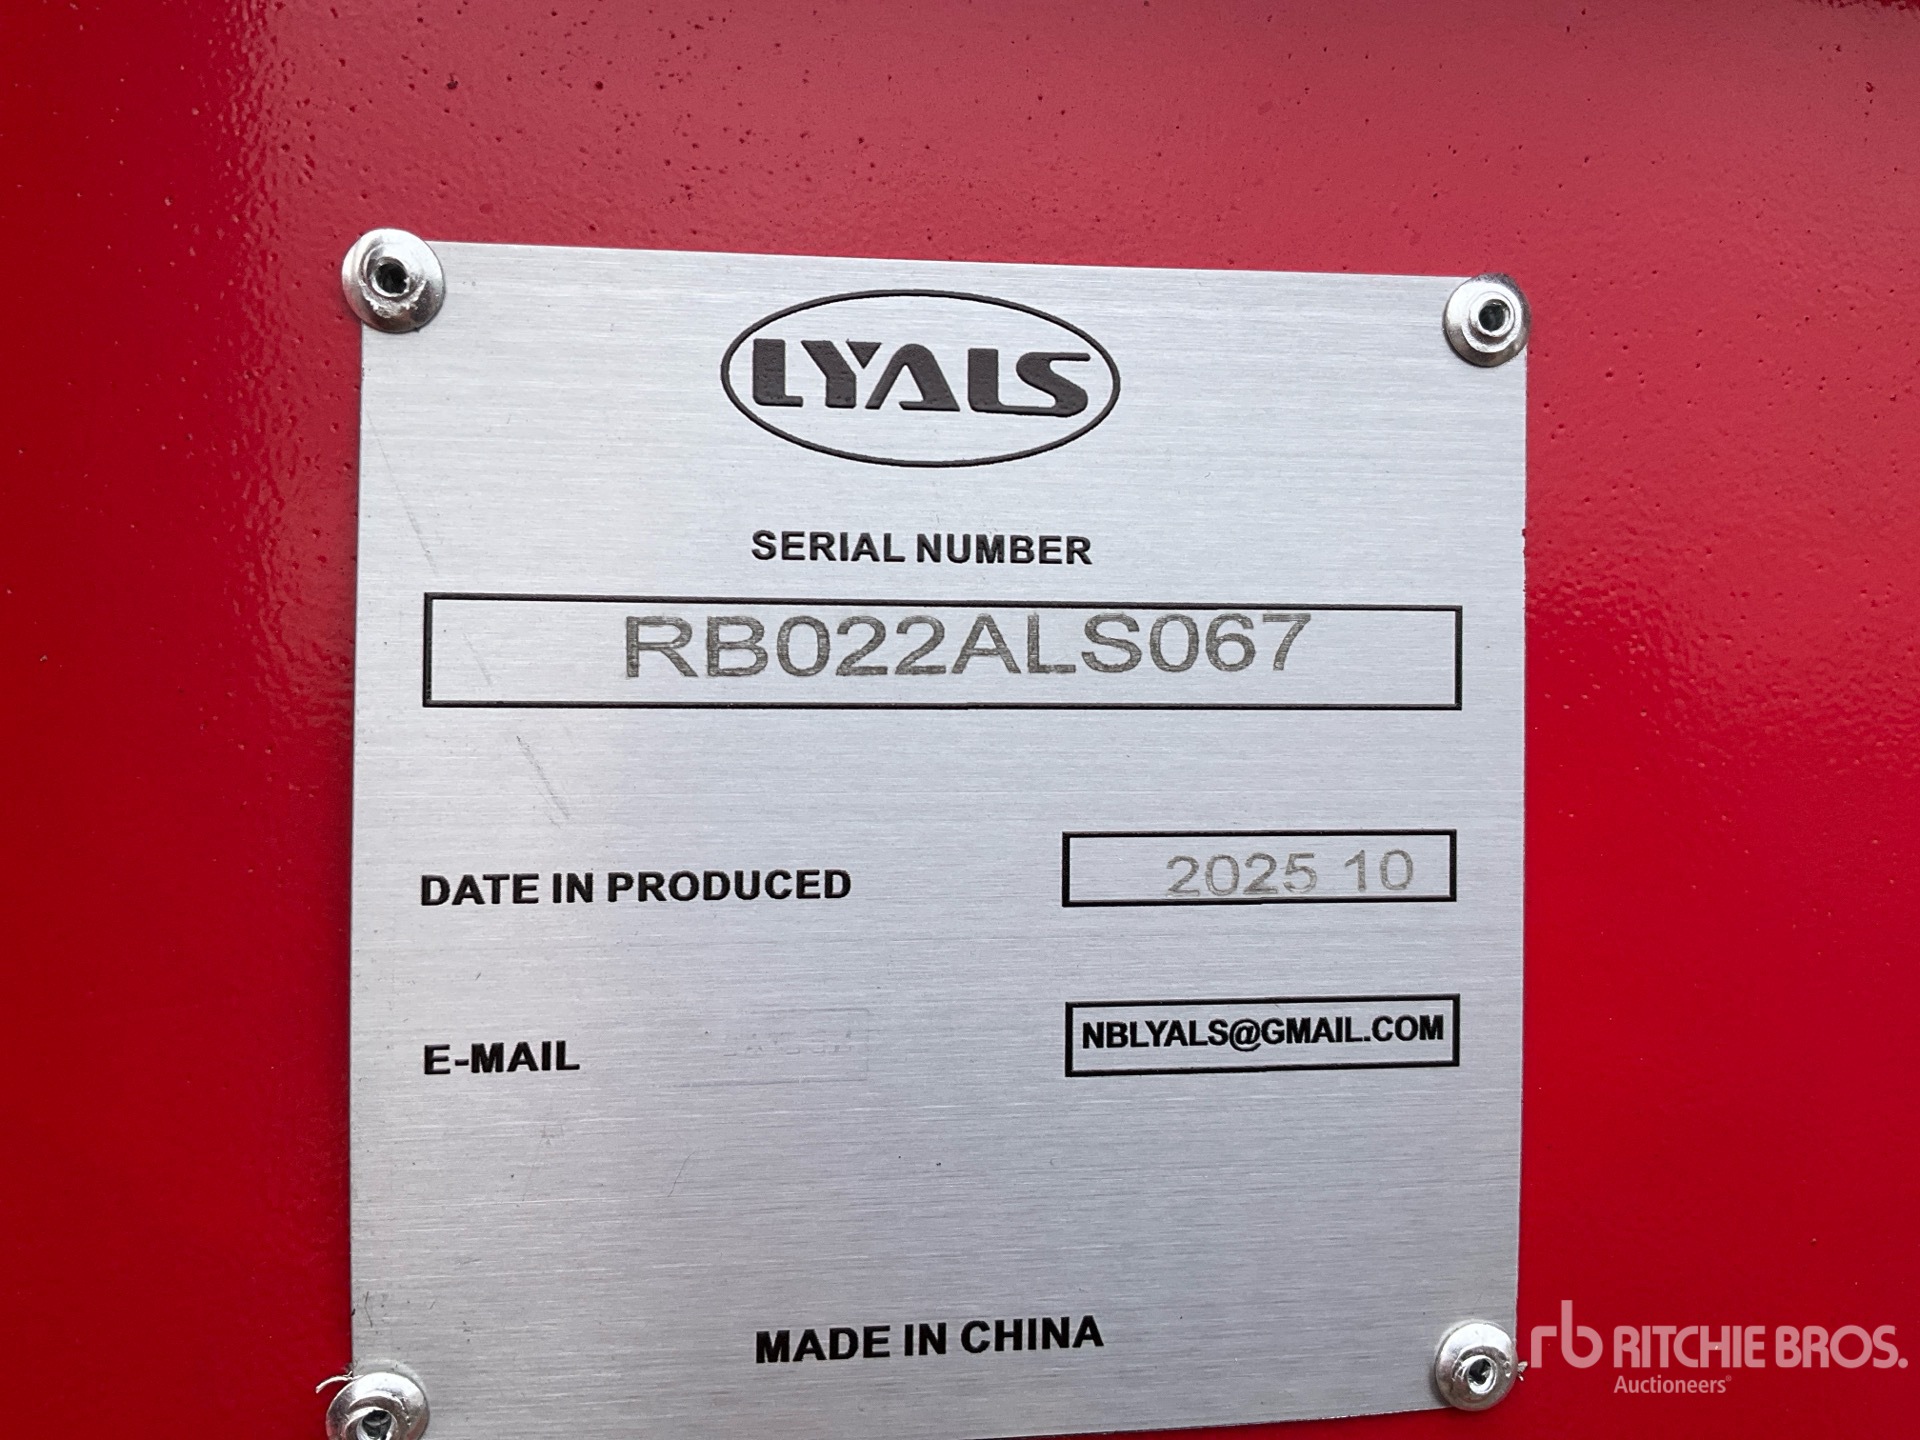 LYALS
SERIAL NUMBER
RB022ALS067
DATE IN PRODUCED 2025 10
E-MAIL NBLYALS@GMAIL.COM
MADE IN CHINA
rb RITCHIE BROS.
Auctioneers®